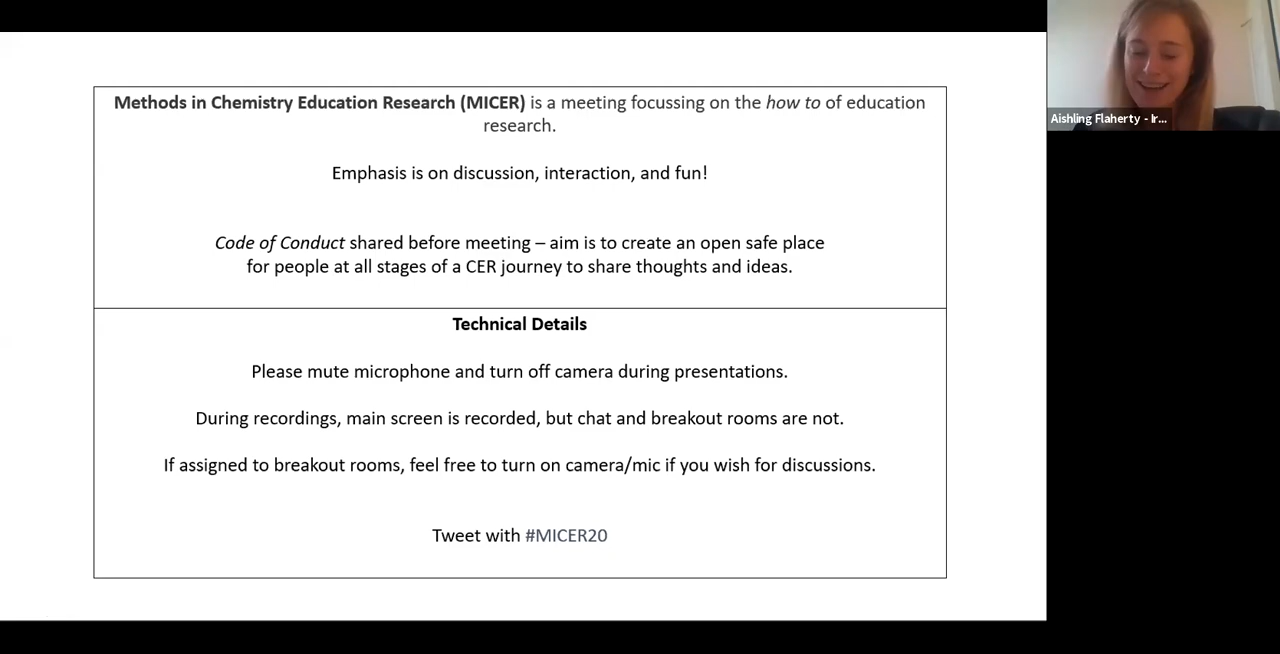 Methods in Chemistry Education Research (MICER) is a meeting focussing on the how to of education
research.
Emphasis is on discussion, interaction, and fun!
Code of Conduct shared before meeting – aim is to create an open safe place
for people at all stages of a CER journey to share thoughts and ideas.
Technical Details
Please mute microphone and turn off camera during presentations.
During recordings, main screen is recorded, but chat and breakout rooms are not.
If assigned to breakout rooms, feel free to turn on camera/mic if you wish for discussions.
Tweet with #MICER20
Aishling Flaherty - Ir...